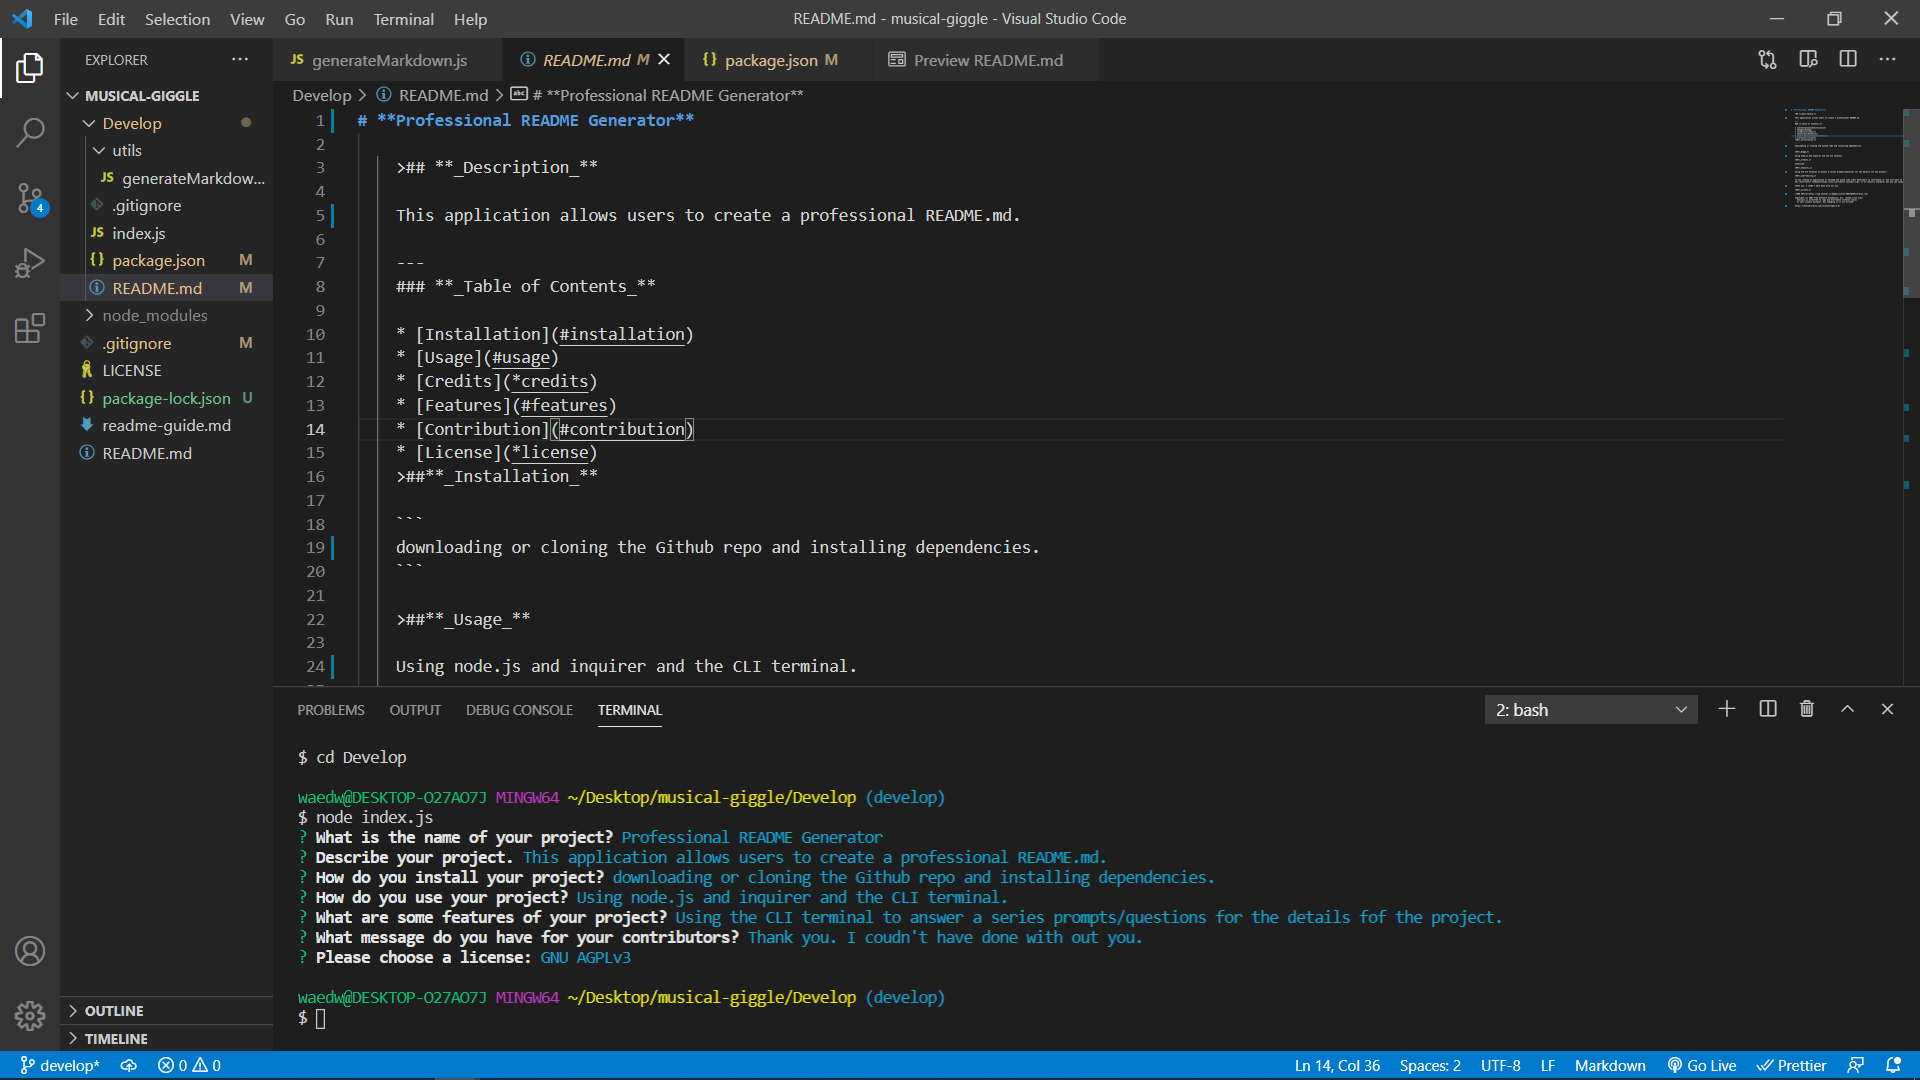 File Edit Selection View Go Run Terminal Help
README.md - musical-giggle - Visual Studio Code
EXPLORER
JS generateMarkdown.js
README.md M
{} package.json M
Preview README.md
MUSICAL-GIGGLE
Develop > README.md > # **Professional README Generator**
Develop
utils
JS generateMarkdow...
.gitignore
JS index.js
{} package.json M
README.md M
node_modules
.gitignore M
LICENSE
{} package-lock.json U
readme-guide.md
README.md
4
OUTLINE
TIMELINE
1 # **Professional README Generator**
2
3 >## **_Description_**
4
5 This application allows users to create a professional README.md.
6
7 ---
8 ### **_Table of Contents_**
9
10 * [Installation](#installation)
11 * [Usage](#usage)
12 * [Credits](*credits)
13 * [Features](#features)
14 * [Contribution](#contribution)
15 * [License](*license)
16 >##**_Installation_**
17
18 ```
19 downloading or cloning the Github repo and installing dependencies.
20 ```
21
22 >##**_Usage_**
23
24 Using node.js and inquirer and the CLI terminal.
PROBLEMS OUTPUT DEBUG CONSOLE TERMINAL
2: bash
$ cd Develop
waedw@DESKTOP-O27AO7J MINGW64 ~/Desktop/musical-giggle/Develop (develop)
$ node index.js
? What is the name of your project? Professional README Generator
? Describe your project. This application allows users to create a professional README.md.
? How do you install your project? downloading or cloning the Github repo and installing dependencies.
? How do you use your project? Using node.js and inquirer and the CLI terminal.
? What are some features of your project? Using the CLI terminal to answer a series prompts/questions for the details fof the project.
? What message do you have for your contributors? Thank you. I coudn't have done with out you.
? Please choose a license: GNU AGPLv3
waedw@DESKTOP-O27AO7J MINGW64 ~/Desktop/musical-giggle/Develop (develop)
$
develop* 0 0
Ln 14, Col 36 Spaces: 2 UTF-8 LF Markdown Go Live Prettier